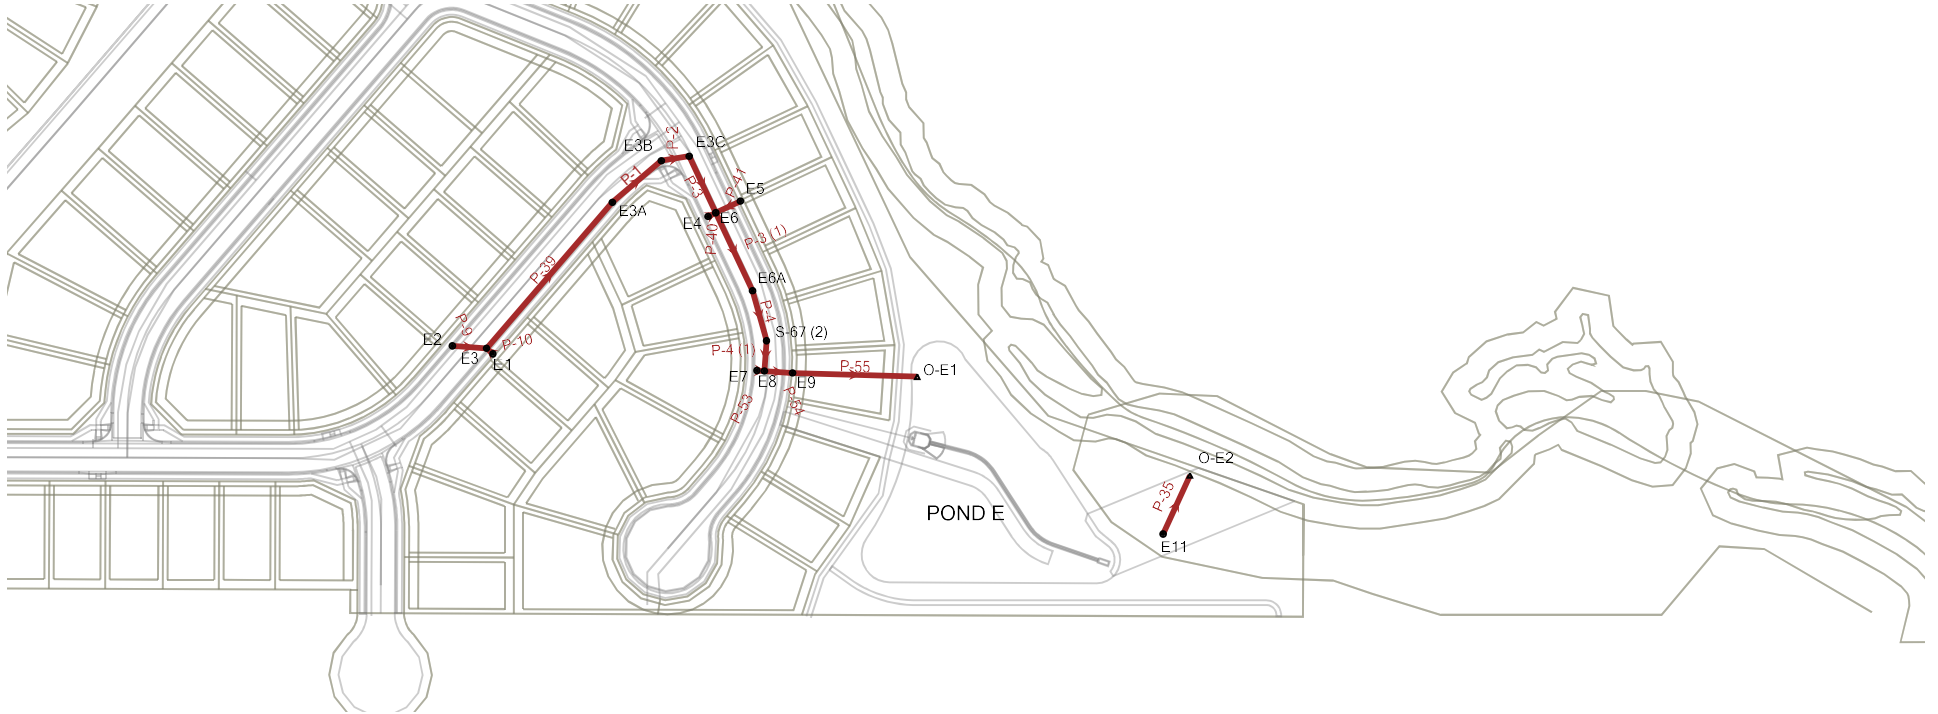 E3B
P-2
E3C
P-1
P-3
P-41
E5
E3A
E4
E6
P-40
P-3 (1)
P-39
E6A
P-4
P-9
E2
E3
P-10
E1
S-67 (2)
P-4 (1)
P-55
O-E1
E7
E8
E9
P-53
P-54
O-E2
P-35
POND E
E11